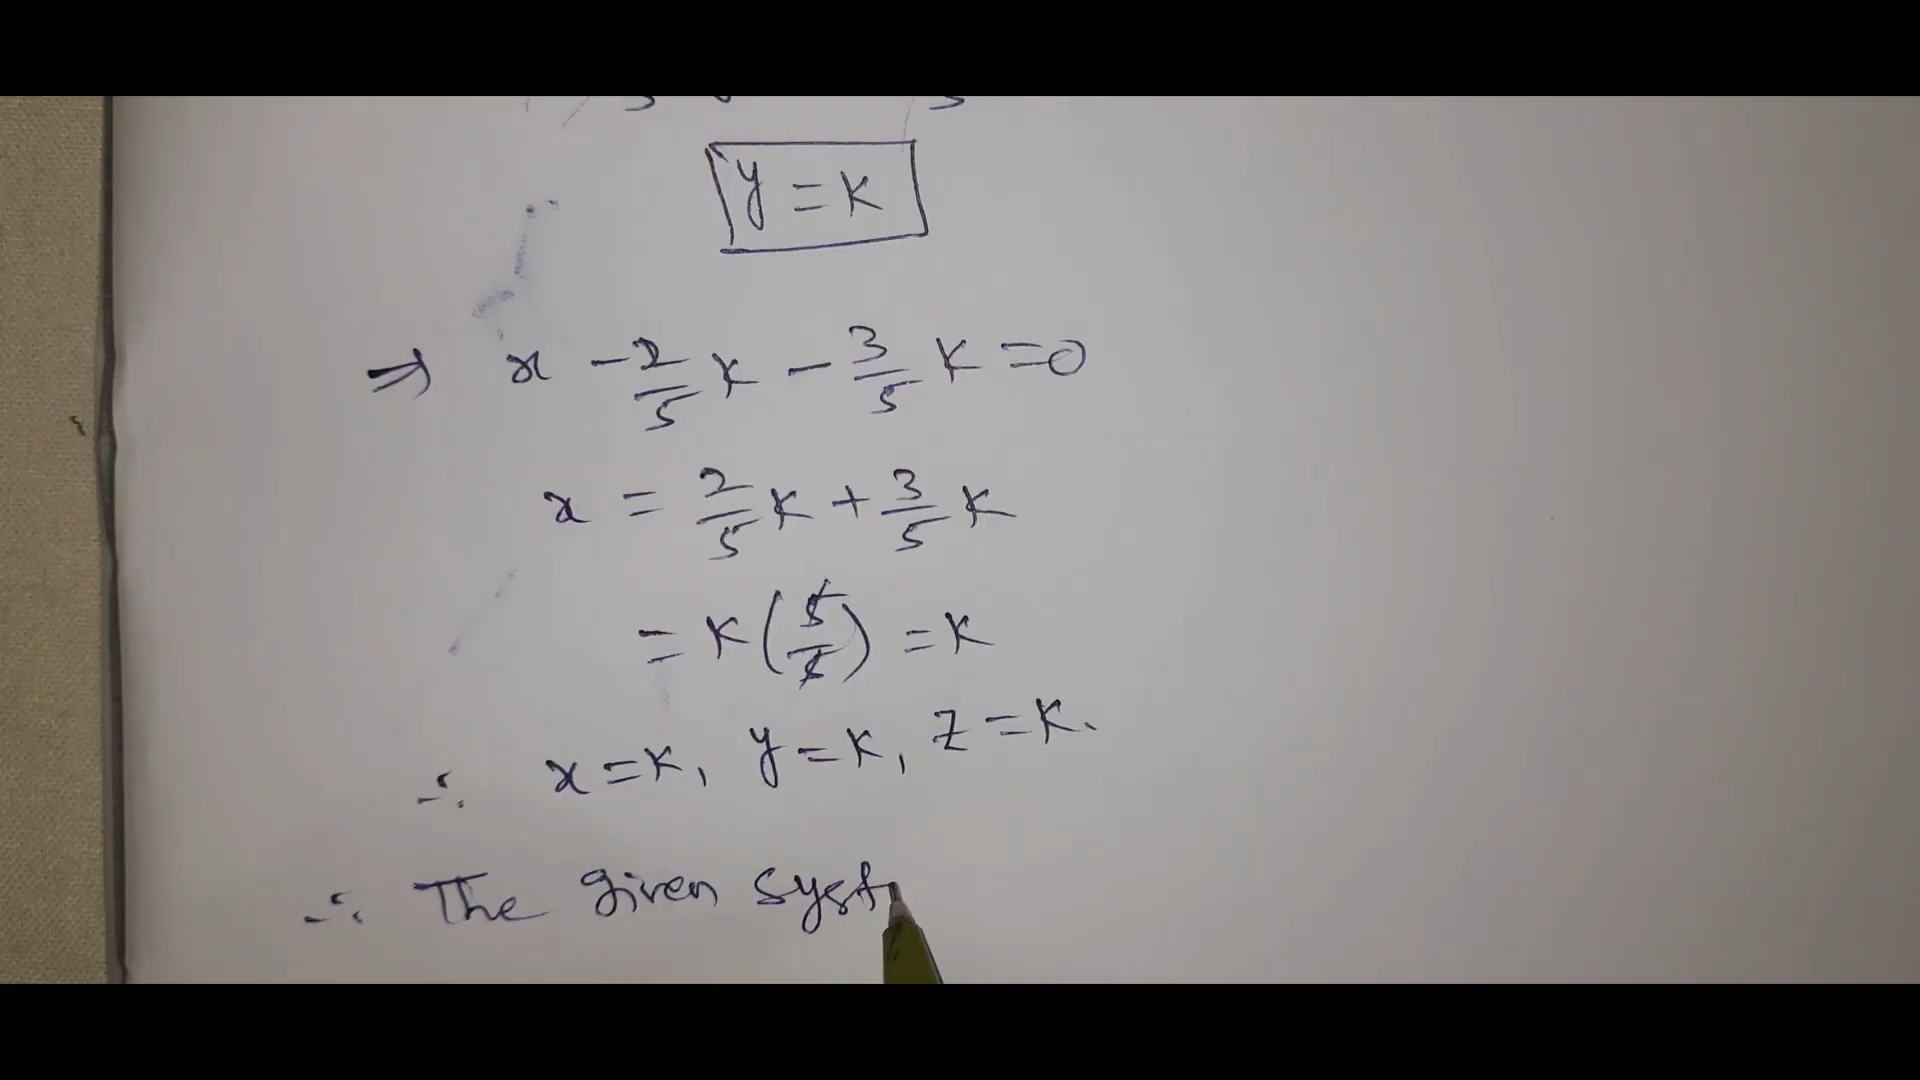 y = k
⇒ x - 2/5 k - 3/5 k = 0
x = 2/5 k + 3/5 k
= k (5/5) = k
∴ x = k, y = k, z = k.
∴ The given syst